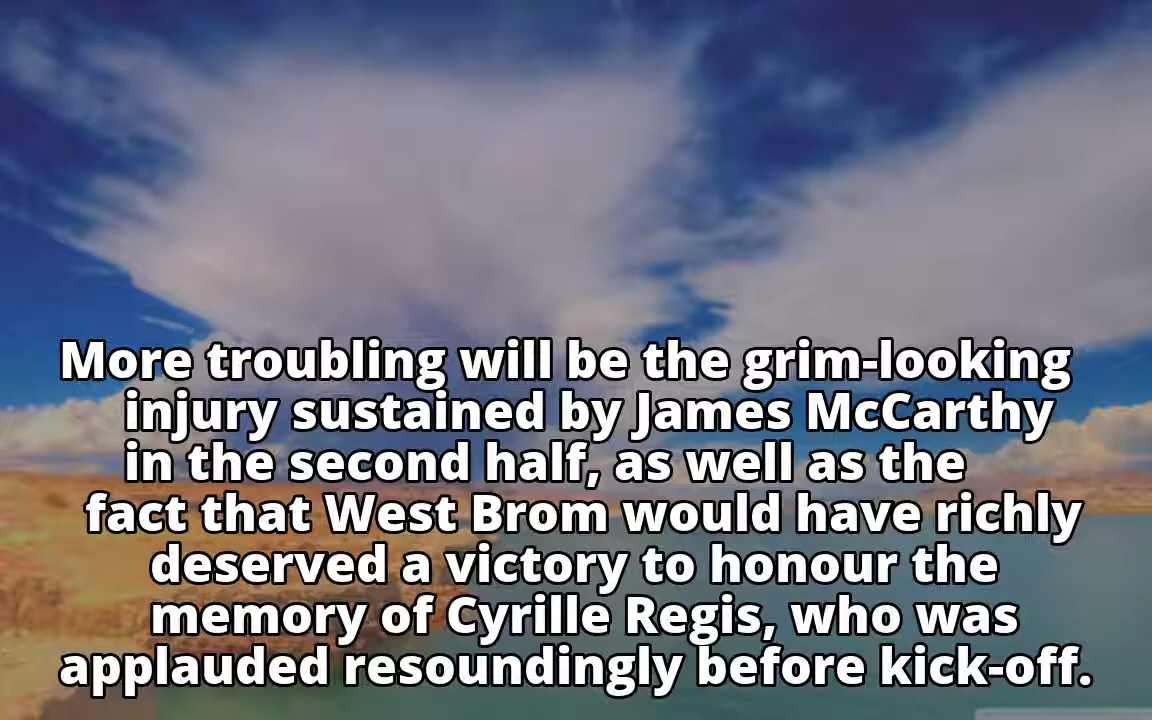 More troubling will be the grim-looking
injury sustained by James McCarthy
in the second half, as well as the
fact that West Brom would have richly
deserved a victory to honour the
memory of Cyrille Regis, who was
applauded resoundingly before kick-off.